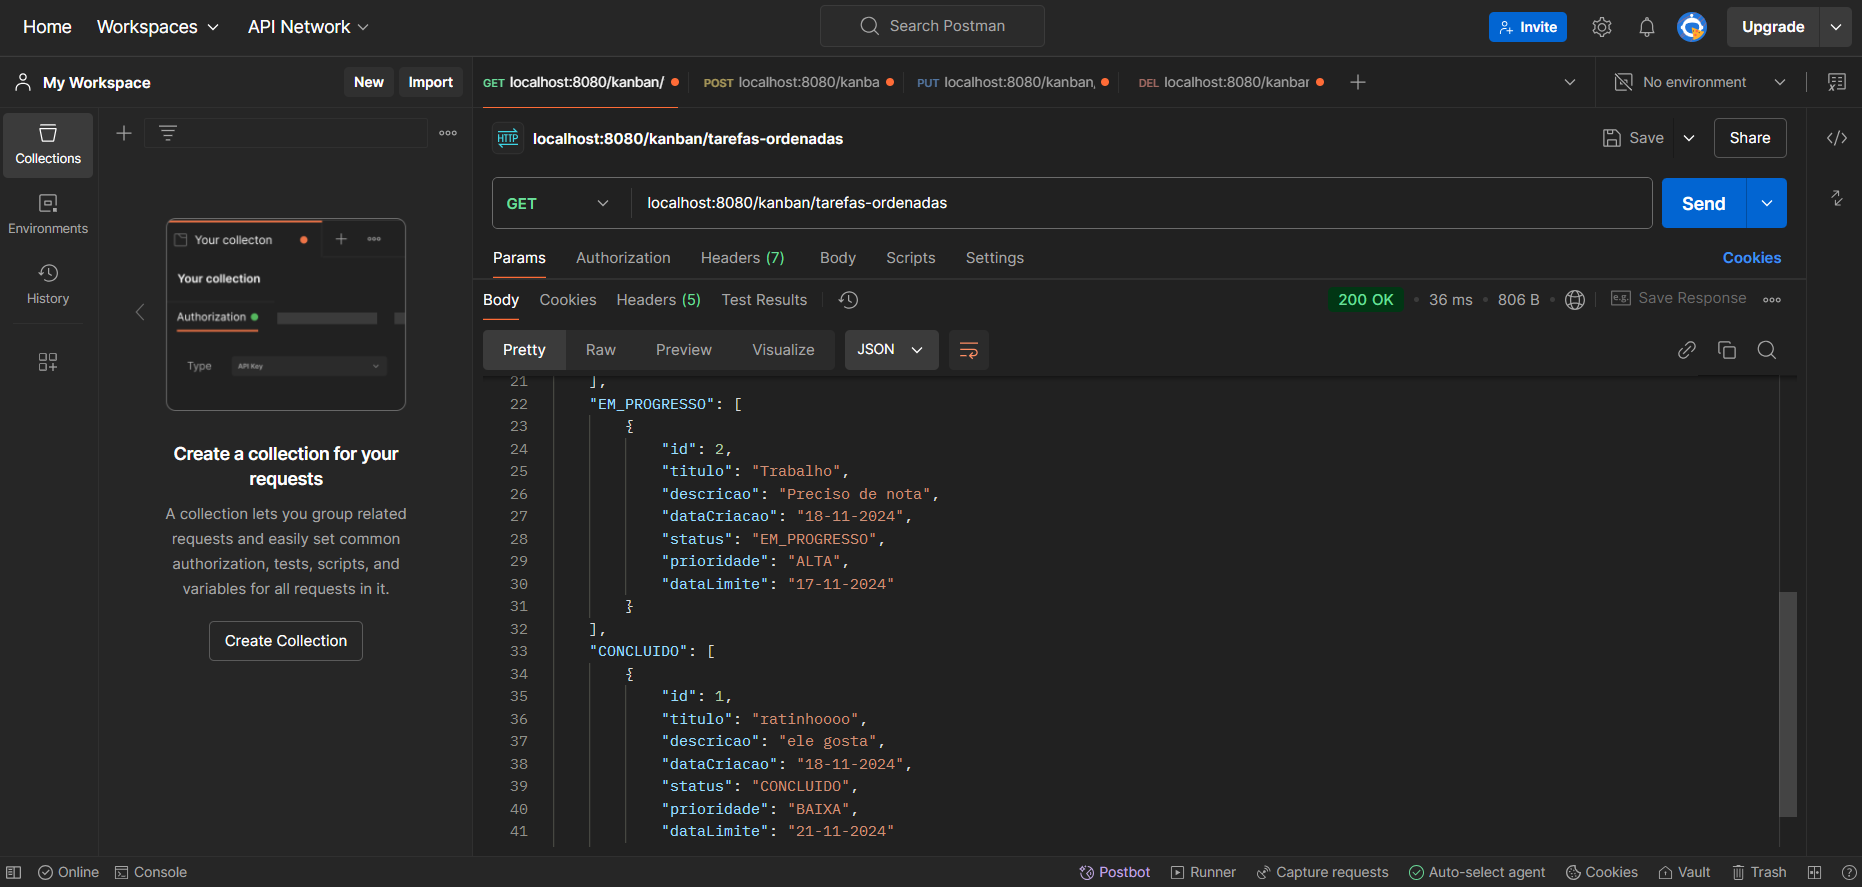 Home Workspaces API Network Search Postman Invite Upgrade
My Workspace New Import GET localhost:8080/kanban/ POST localhost:8080/kanba PUT localhost:8080/kanban, DEL localhost:8080/kanbar No environment
Collections
Environments
History
Your collecton
Your collection
Authorization
Type API Key
Create a collection for your
requests
A collection lets you group related
requests and easily set common
authorization, tests, scripts, and
variables for all requests in it.
Create Collection
HTTP localhost:8080/kanban/tarefas-ordenadas Save Share
GET localhost:8080/kanban/tarefas-ordenadas Send
Params Authorization Headers (7) Body Scripts Settings Cookies
Body Cookies Headers (5) Test Results 200 OK • 36 ms • 806 B • e.g. Save Response
Pretty Raw Preview Visualize JSON
21 ],
22 "EM_PROGRESSO": [
23 {
24 "id": 2,
25 "titulo": "Trabalho",
26 "descricao": "Preciso de nota",
27 "dataCriacao": "18-11-2024",
28 "status": "EM_PROGRESSO",
29 "prioridade": "ALTA",
30 "dataLimite": "17-11-2024"
31 }
32 ],
33 "CONCLUIDO": [
34 {
35 "id": 1,
36 "titulo": "ratinhoooo",
37 "descricao": "ele gosta",
38 "dataCriacao": "18-11-2024",
39 "status": "CONCLUIDO",
40 "prioridade": "BAIXA",
41 "dataLimite": "21-11-2024"
Online Console Postbot Runner Capture requests Auto-select agent Cookies Vault Trash